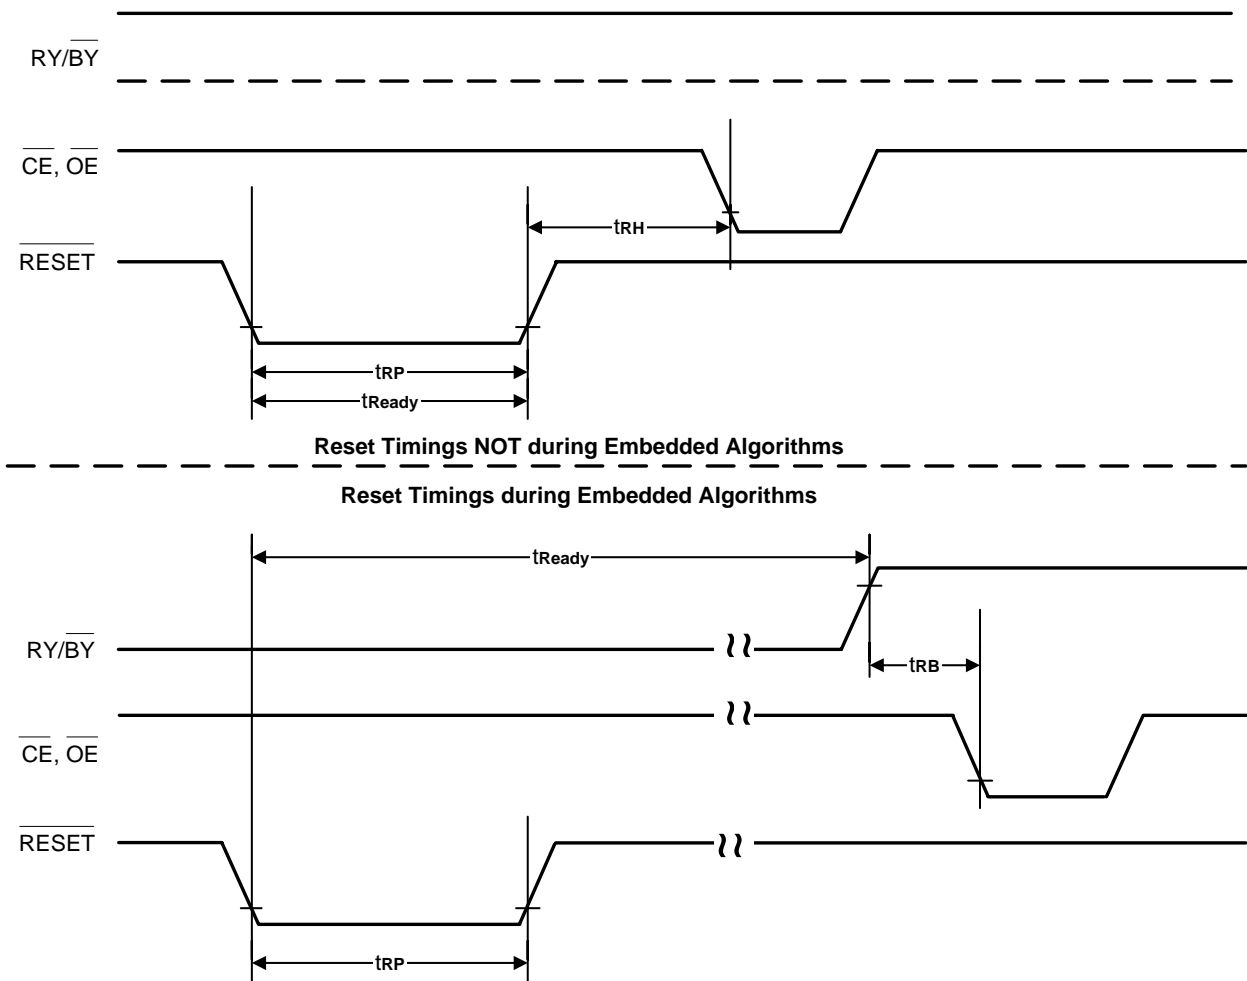 RY/BY
CE, OE
tRH
RESET
tRP
tReady
Reset Timings NOT during Embedded Algorithms
Reset Timings during Embedded Algorithms
tReady
RY/BY
tRB
CE, OE
RESET
tRP